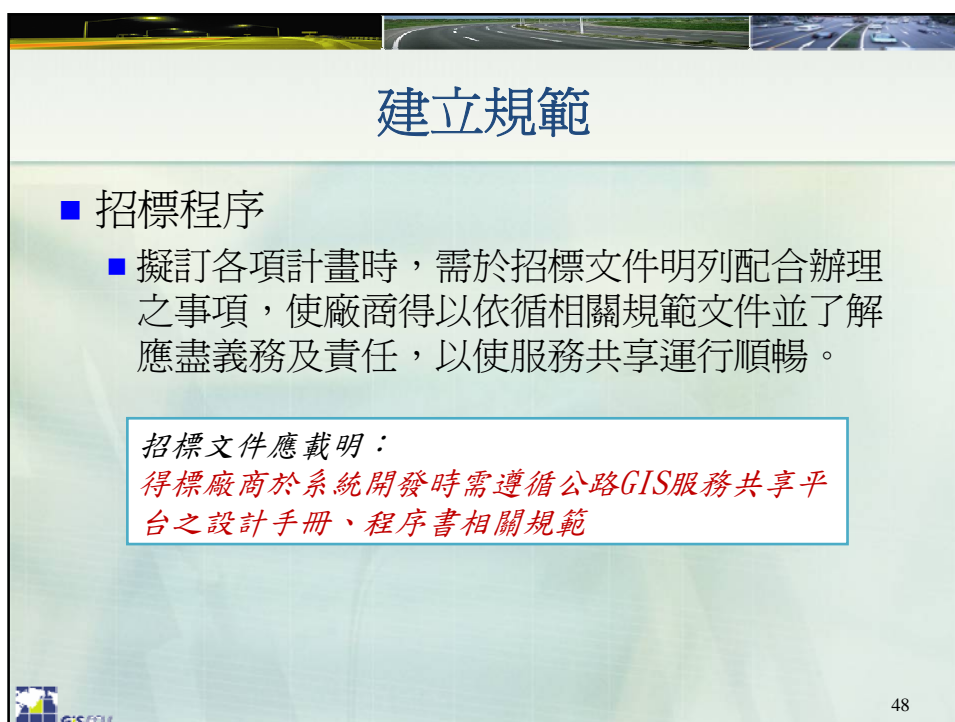 建立規範
招標程序
擬訂各項計畫時，需於招標文件明列配合辦理
之事項，使廠商得以依循相關規範文件並了解
應盡義務及責任，以使服務共享運行順暢。
招標文件應載明：
得標廠商於系統開發時需遵循公路GIS服務共享平
台之設計手冊、程序書相關規範
48